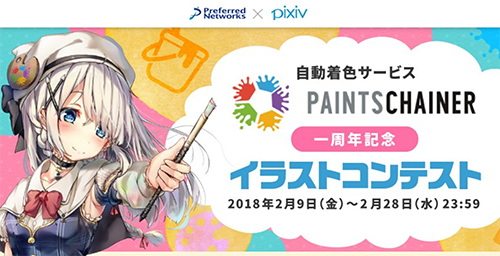 Preferred Networks × pixiv
自動着色サービス
PAINTSCHAINER
一周年記念
イラストコンテスト
2018年2月9日(金)～2月28日(水) 23:59